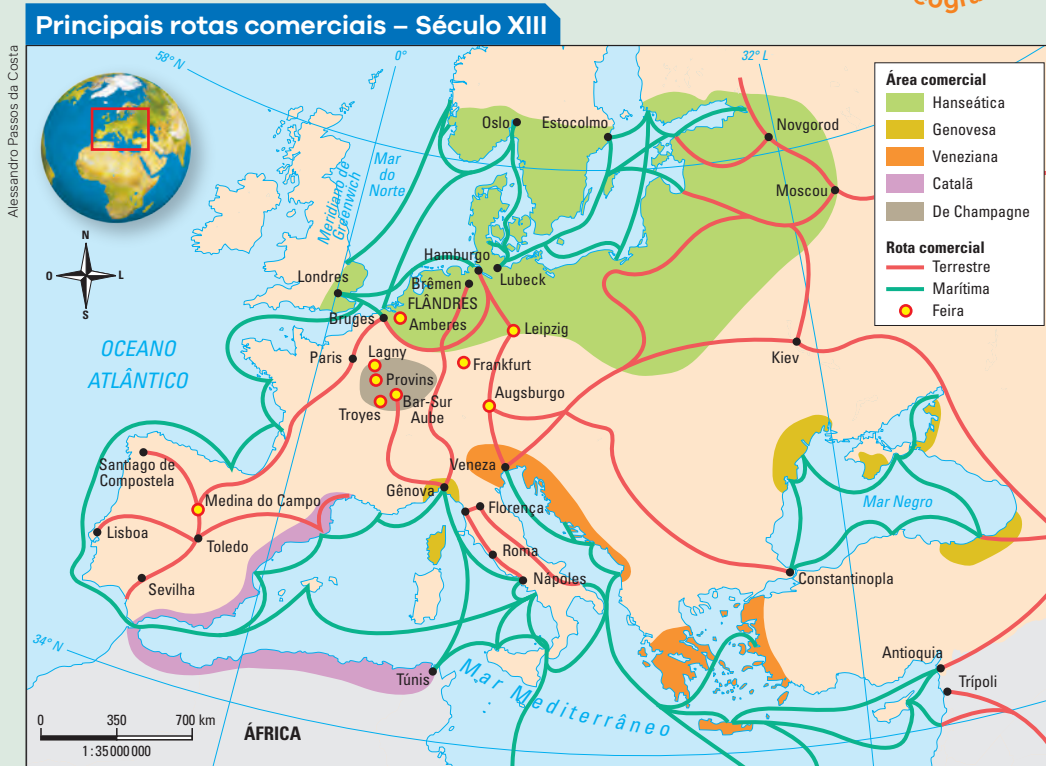 Principais rotas comerciais – Século XIII
Alessandro Passos da Costa
58° N
0°
32° L
34° N
N
O
L
S
Área comercial
Hanseática
Genovesa
Veneziana
Catalã
De Champagne
Rota comercial
Terrestre
Marítima
Feira
Oslo
Estocolmo
Novgorod
Moscou
Mar
do
Norte
Meridiano de
Greenwich
Hamburgo
Lubeck
Londres
Brêmen
FLÂNDRES
Bruges
Amberes
Leipzig
Kiev
OCEANO
ATLÂNTICO
Paris
Lagny
Frankfurt
Provins
Augsburgo
Troyes
Bar-Sur
Aube
Santiago de
Compostela
Veneza
Gênova
Medina do Campo
Florença
Mar Negro
Lisboa
Toledo
Roma
Sevilha
Nápoles
Constantinopla
Antioquia
Túnis
Trípoli
Mar Mediterrâneo
0 350 700 km
1 : 35 000 000
ÁFRICA